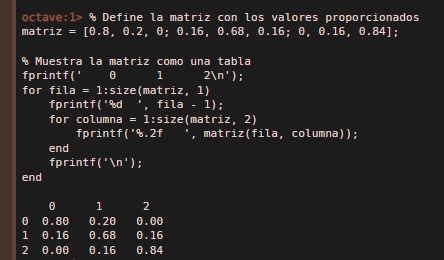 octave:1> % Define la matriz con los valores proporcionados
matriz = [0.8, 0.2, 0; 0.16, 0.68, 0.16; 0, 0.16, 0.84];
% Muestra la matriz como una tabla
fprintf('    0      1      2\n');
for fila = 1:size(matriz, 1)
    fprintf('%d  ', fila - 1);
    for columna = 1:size(matriz, 2)
        fprintf('%.2f   ', matriz(fila, columna));
    end
    fprintf('\n');
end
    0      1      2
0  0.80   0.20   0.00
1  0.16   0.68   0.16
2  0.00   0.16   0.84